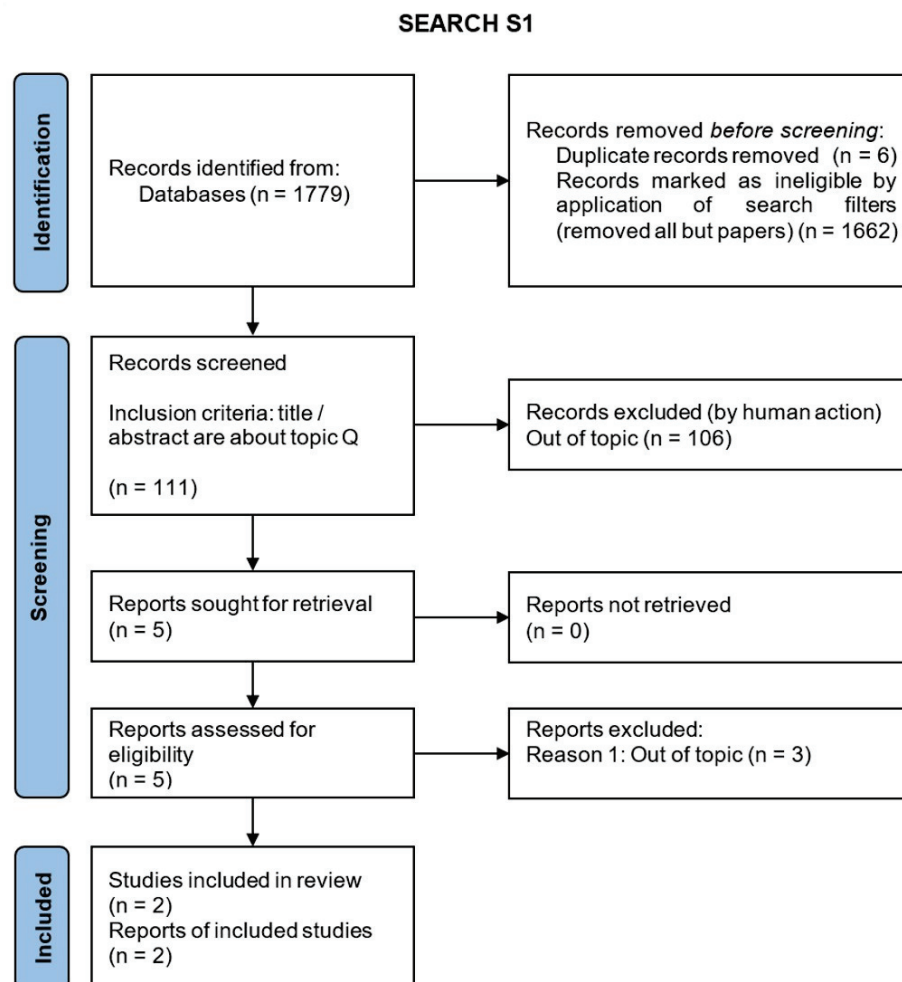 SEARCH S1
Identification
Records identified from:
Databases (n = 1779)
Records removed before screening:
Duplicate records removed (n = 6)
Records marked as ineligible by
application of search filters
(removed all but papers) (n = 1662)
Screening
Records screened
Inclusion criteria: title /
abstract are about topic Q
(n = 111)
Records excluded (by human action)
Out of topic (n = 106)
Reports sought for retrieval
(n = 5)
Reports not retrieved
(n = 0)
Reports assessed for
eligibility
(n = 5)
Reports excluded:
Reason 1: Out of topic (n = 3)
Included
Studies included in review
(n = 2)
Reports of included studies
(n = 2)